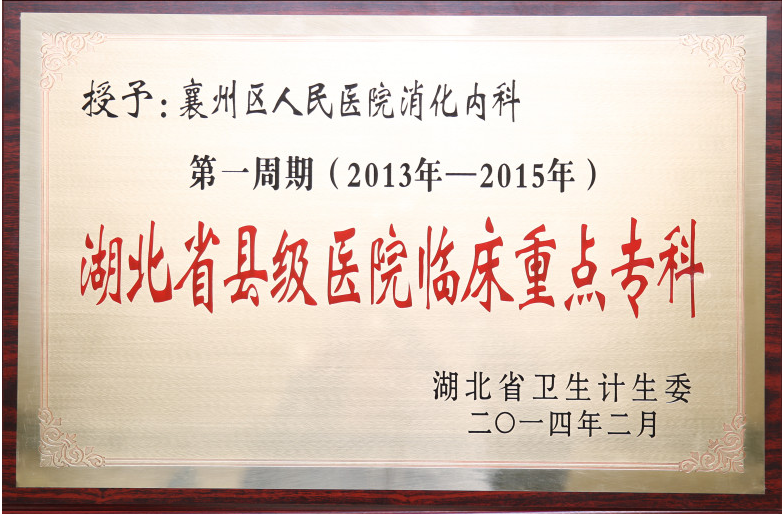 授予：襄州区人民医院消化内科
第一周期（2013年—2015年）
湖北省县级医院临床重点专科
湖北省卫生计生委
二〇一四年二月